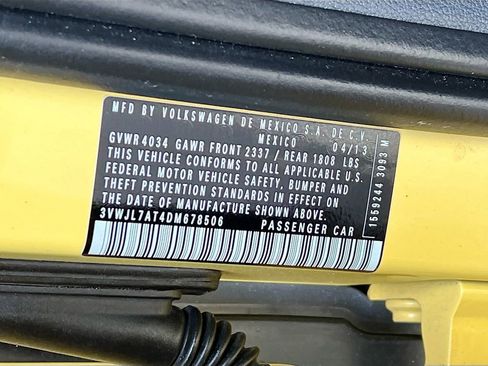 MFD BY VOLKSWAGEN DE MEXICO S.A. DE C.V.
MEXICO 04/13
GVWR4034 GAWR FRONT 2337 / REAR 1808 LBS
THIS VEHICLE CONFORMS TO ALL APPLICABLE U.S.
FEDERAL MOTOR VEHICLE SAFETY, BUMPER AND
THEFT PREVENTION STANDARDS IN EFFECT ON
THE DATE OF MANUFACTURE SHOWN ABOVE.
3VWJL7AT4DM678506 PASSENGER CAR
1559244 3093 M